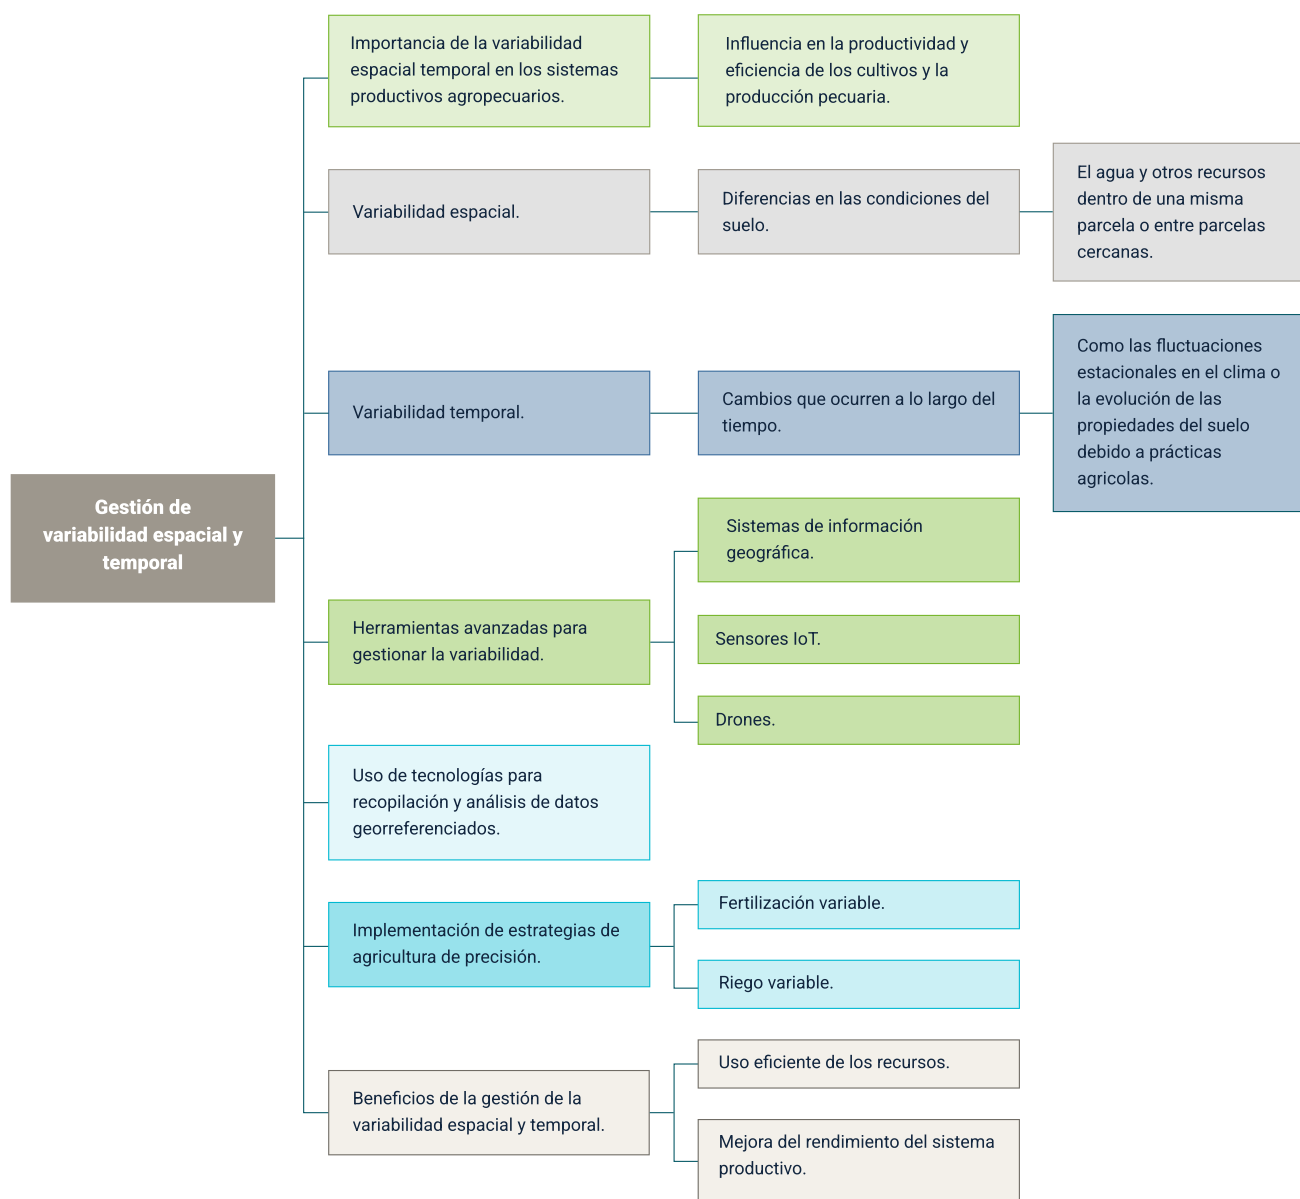 Importancia de la variabilidad
espacial temporal en los sistemas
productivos agropecuarios.
Influencia en la productividad y
eficiencia de los cultivos y la
producción pecuaria.
Variabilidad espacial.
Diferencias en las condiciones del
suelo.
El agua y otros recursos
dentro de una misma
parcela o entre parcelas
cercanas.
Variabilidad temporal.
Cambios que ocurren a lo largo del
tiempo.
Como las fluctuaciones
estacionales en el clima o
la evolución de las
propiedades del suelo
debido a prácticas
agricolas.
Gestión de
variabilidad espacial y
temporal
Herramientas avanzadas para
gestionar la variabilidad.
Sistemas de información
geográfica.
Sensores IoT.
Drones.
Uso de tecnologías para
recopilación y análisis de datos
georreferenciados.
Implementación de estrategias de
agricultura de precisión.
Fertilización variable.
Riego variable.
Beneficios de la gestión de la
variabilidad espacial y temporal.
Uso eficiente de los recursos.
Mejora del rendimiento del sistema
productivo.